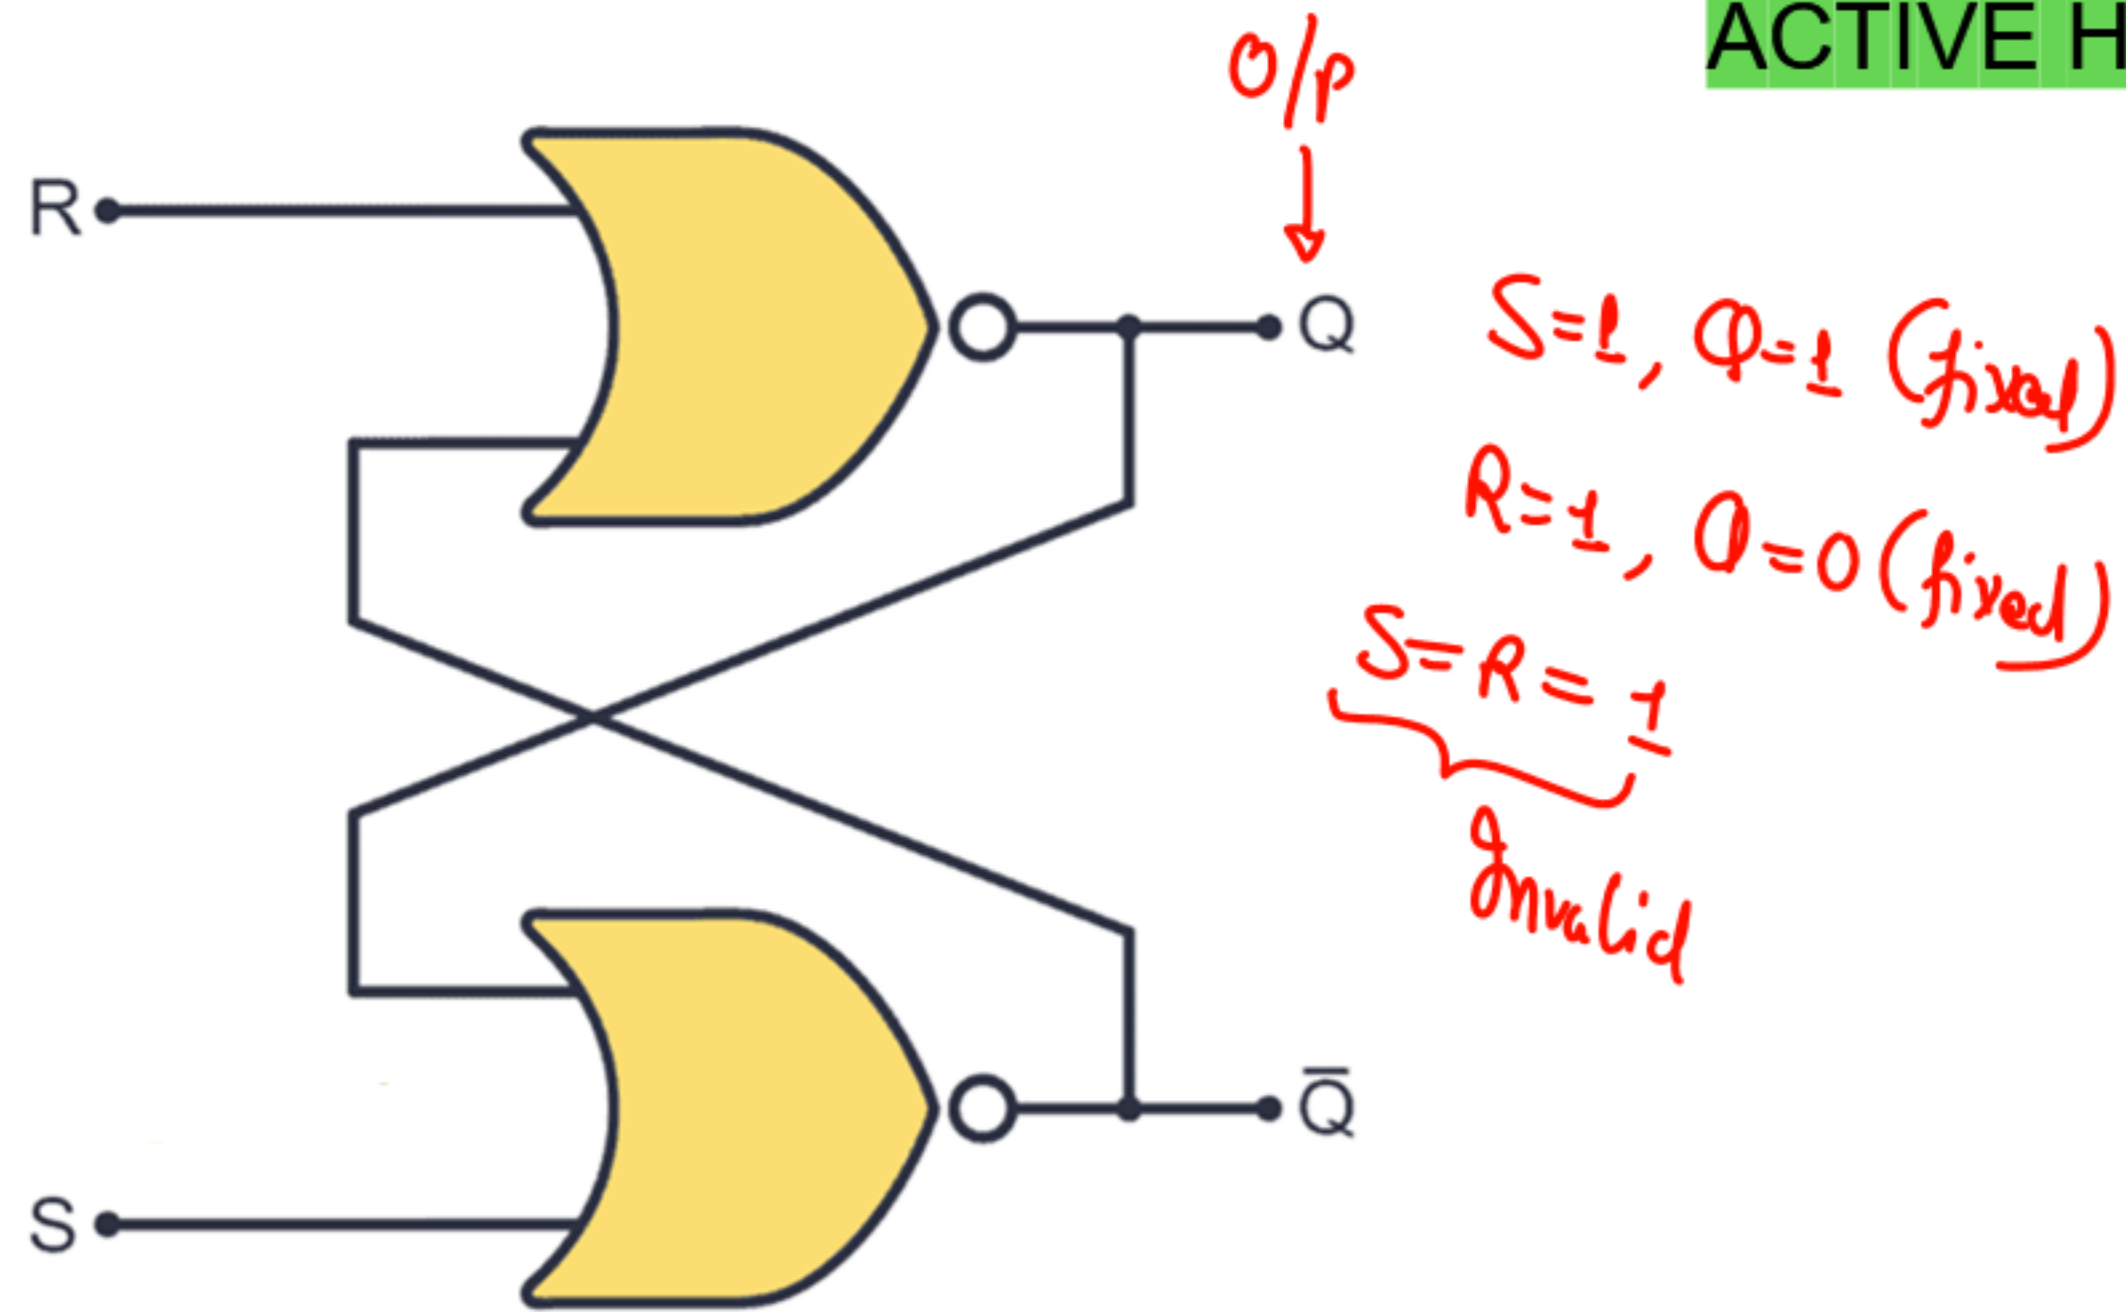 ACTIVE H
O/P
R
Q
S=1, Q=1 (fixed)
R=1, Q=0 (fixed)
S=R=1
Invalid
Q̅
S